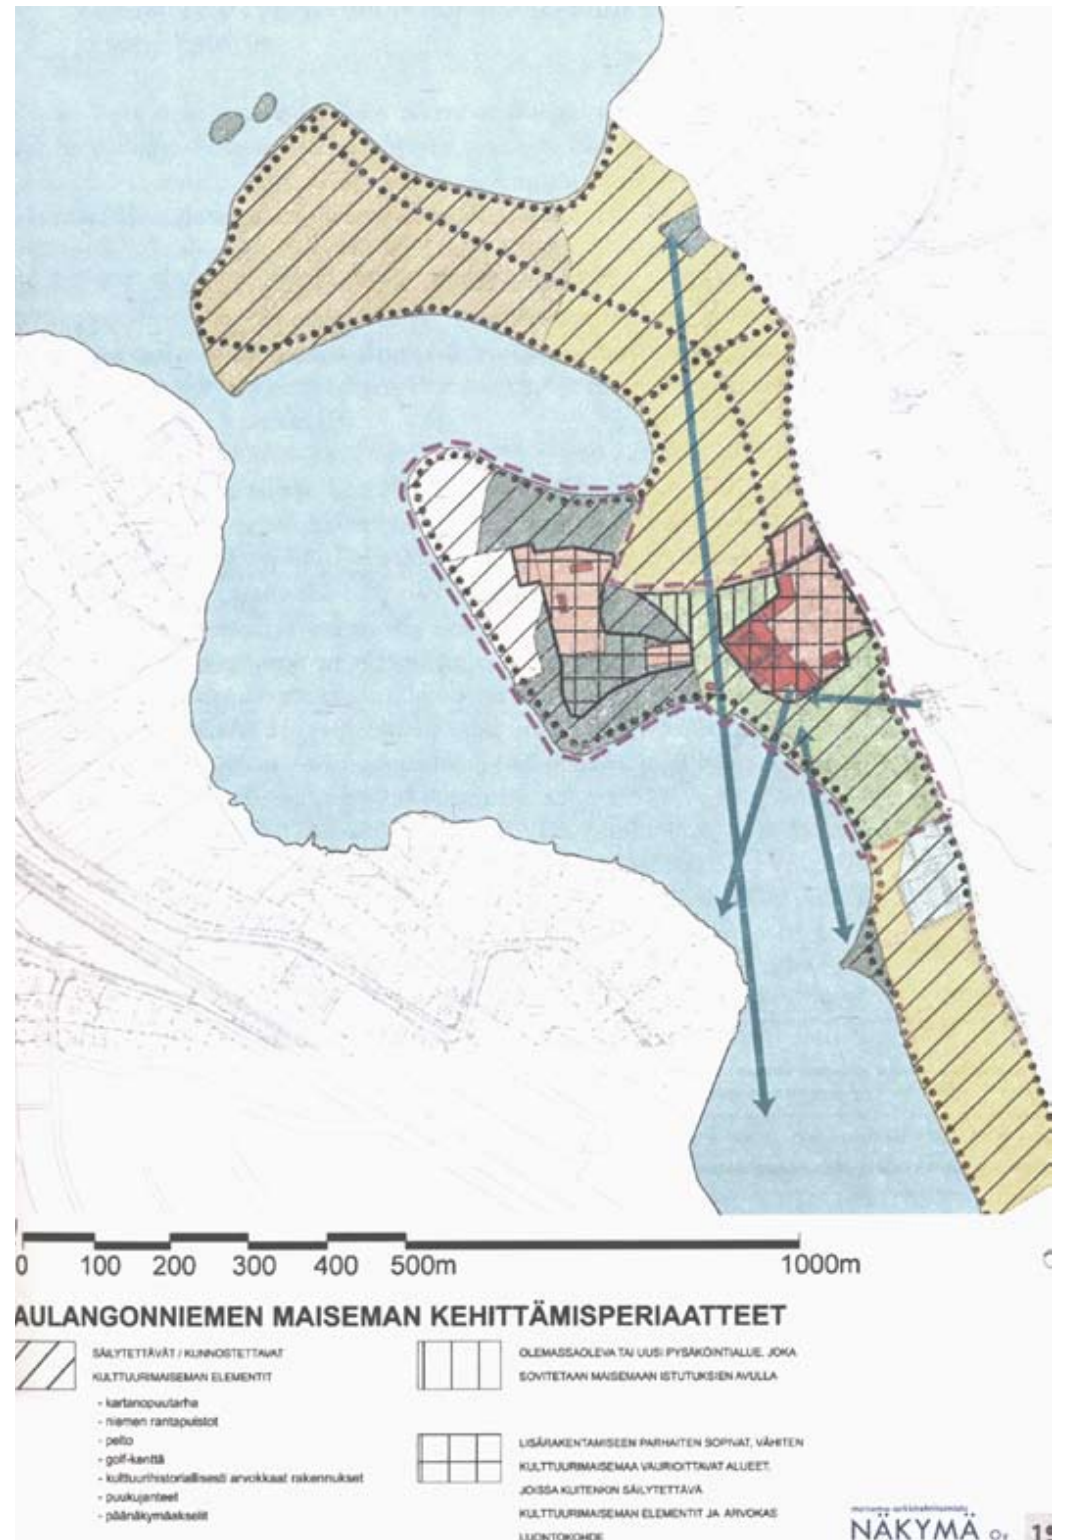 0 100 200 300 400 500m 1000m
AULANGONNIEMEN MAISEMAN KEHITTÄMISPERIAATTEET
SÄILYTETTÄVÄT / KUNNOSTETTAVAT
KULTTUURIMAISEMAN ELEMENTIT
- kartanopuutarha
- niemen rantapuistot
- pelto
- golf-kenttä
- kulttuurihistoriallisesti arvokkaat rakennukset
- puukujanteet
- päänäkymäakselit
OLEMASSAOLEVA TAI UUSI PYSÄKÖINTIALUE, JOKA
SOVITETAAN MAISEMAAN ISTUTUKSIEN AVULLA
LISÄRAKENTAMISEEN PARHAITEN SOPIVAT, VÄHITEN
KULTTUURIMAISEMAA VAURIOITTAVAT ALUEET,
JOISSA KUITENKIN SÄILYTETTÄVÄ
KULTTUURIMAISEMAN ELEMENTIT JA ARVOKAS
LUONTOKOHDE
NÄKYMÄ Oy